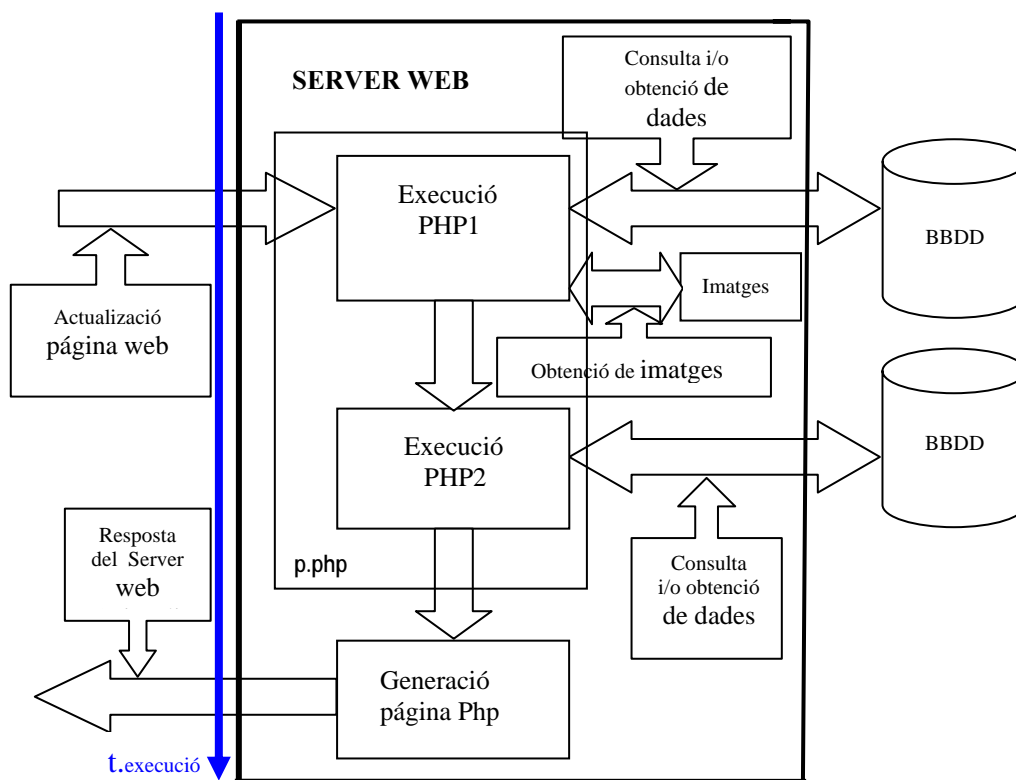 SERVER WEB
Consulta i/o
obtenció de
dades
Execució
PHP1
BBDD
Imatges
Actualizació
página web
Obtenció de imatges
Execució
PHP2
BBDD
Resposta
del Server
web
p.php
Consulta
i/o obtenció
de dades
Generació
página Php
t.execució